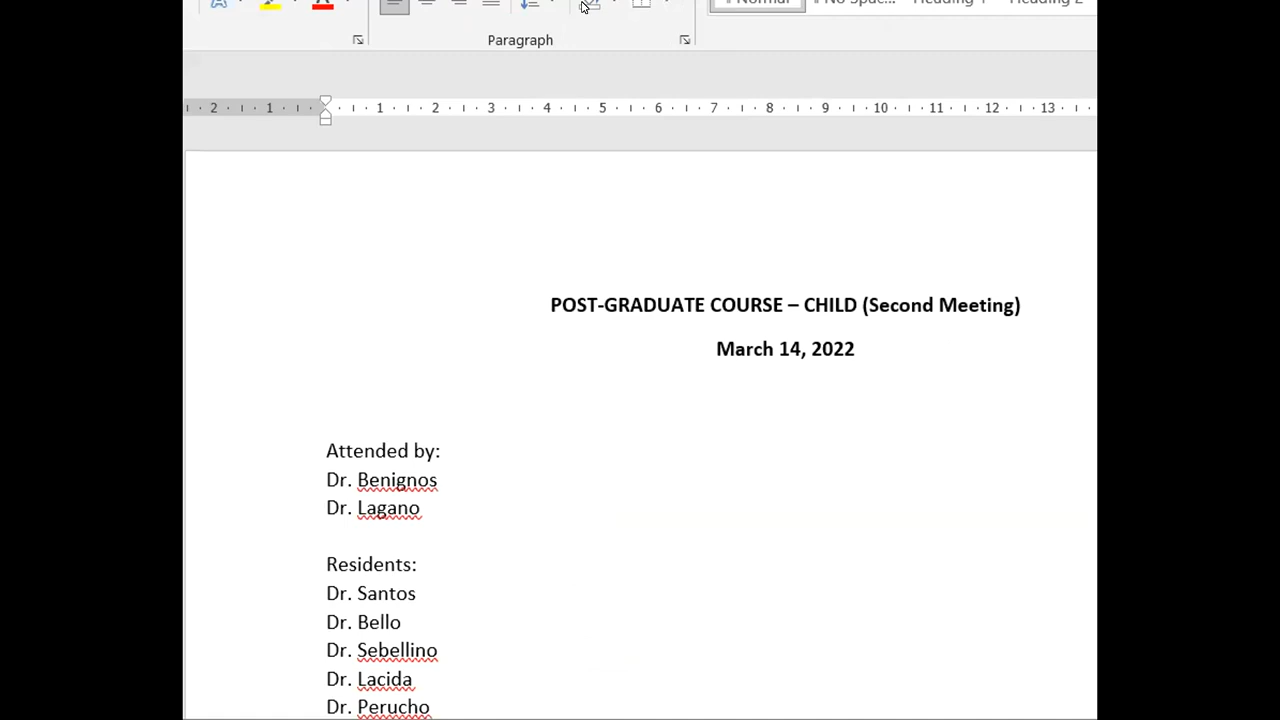 Normal
No Spac...
Heading 1
Heading 2
Paragraph
2 1 1 2 3 4 5 6 7 8 9 10 11 12 13
POST-GRADUATE COURSE – CHILD (Second Meeting)
March 14, 2022
Attended by:
Dr. Benignos
Dr. Lagano
Residents:
Dr. Santos
Dr. Bello
Dr. Sebellino
Dr. Lacida
Dr. Perucho